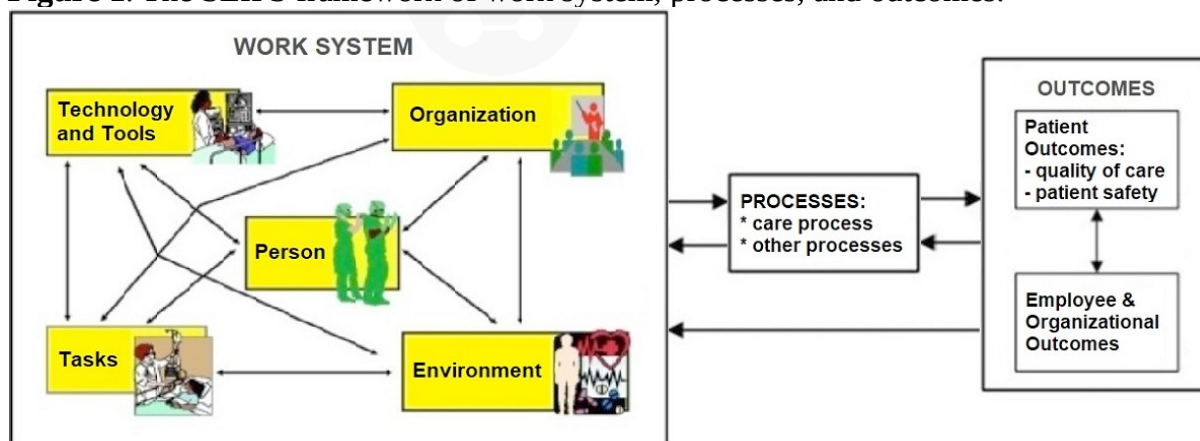 WORK SYSTEM
Technology
and Tools
Organization
Person
Tasks
Environment
PROCESSES:
* care process
* other processes
OUTCOMES
Patient
Outcomes:
- quality of care
- patient safety
Employee &
Organizational
Outcomes